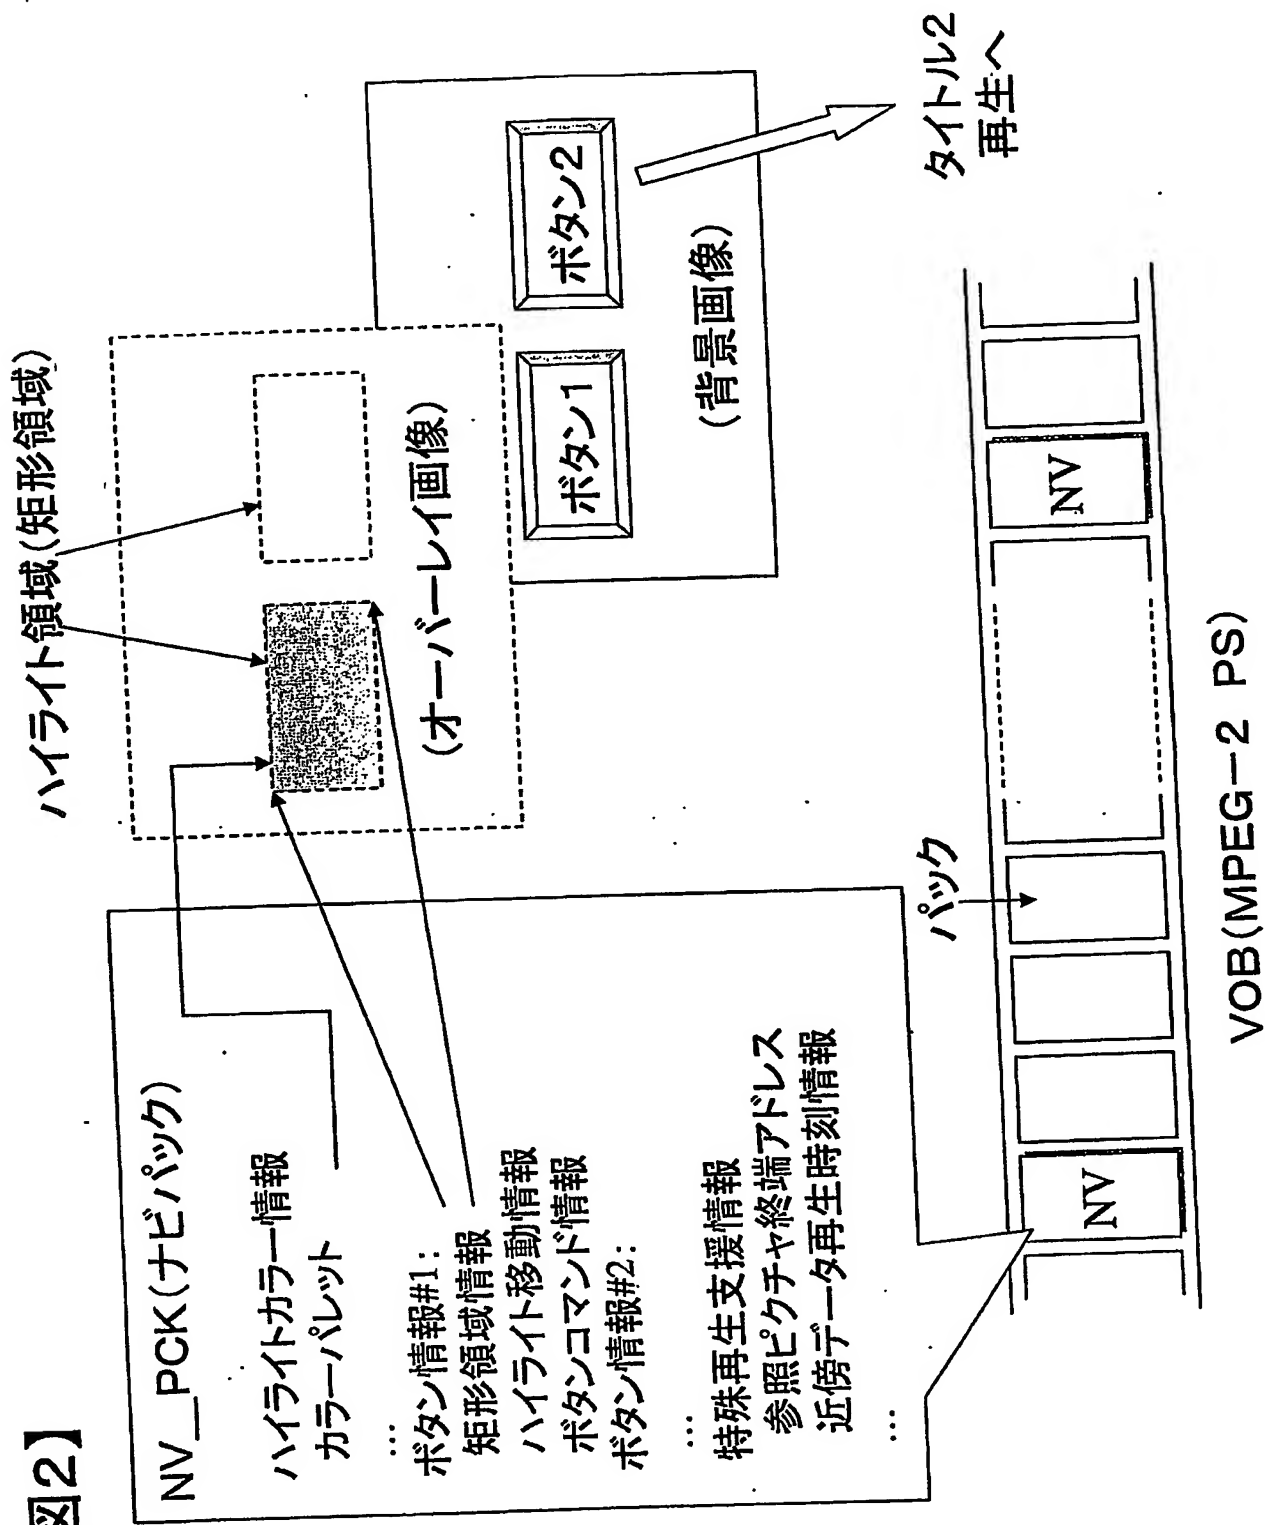 図2】
NV_PCK(ナビパック)
ハイライトカラー情報
カラーパレット
…
ボタン情報#1:
矩形領域情報
ハイライト移動情報
ボタンコマンド情報
ボタン情報#2:
…
特殊再生支援情報
参照ピクチャ終端アドレス
近傍データ再生時刻情報
…
ハイライト領域(矩形領域)
(オーバーレイ画像)
ボタン1
ボタン2
(背景画像)
タイトル2
再生へ
パック
NV
NV
VOB(MPEG-2 PS)